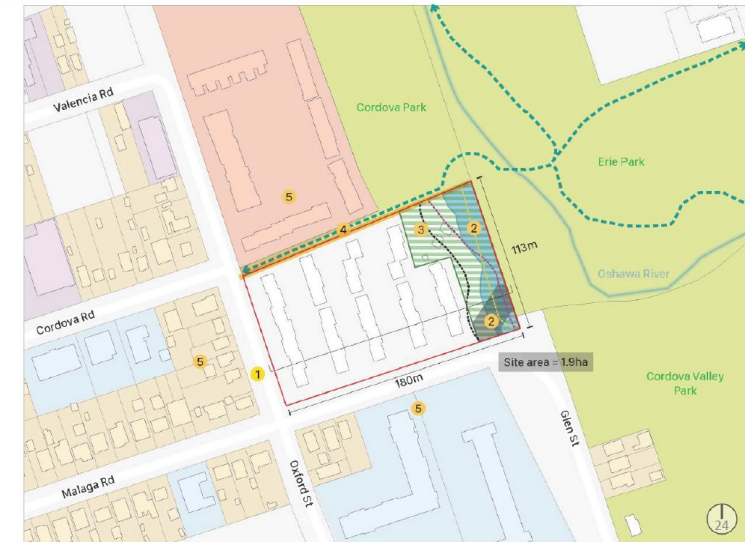 Valencia Rd
Cordova Park
Erie Park
5
4
3
2
113m
Oshawa River
Cordova Rd
2
5
1
Site area = 1.9ha
180m
Cordova Valley
Park
5
Glen St
Malaga Rd
Oxford St
24